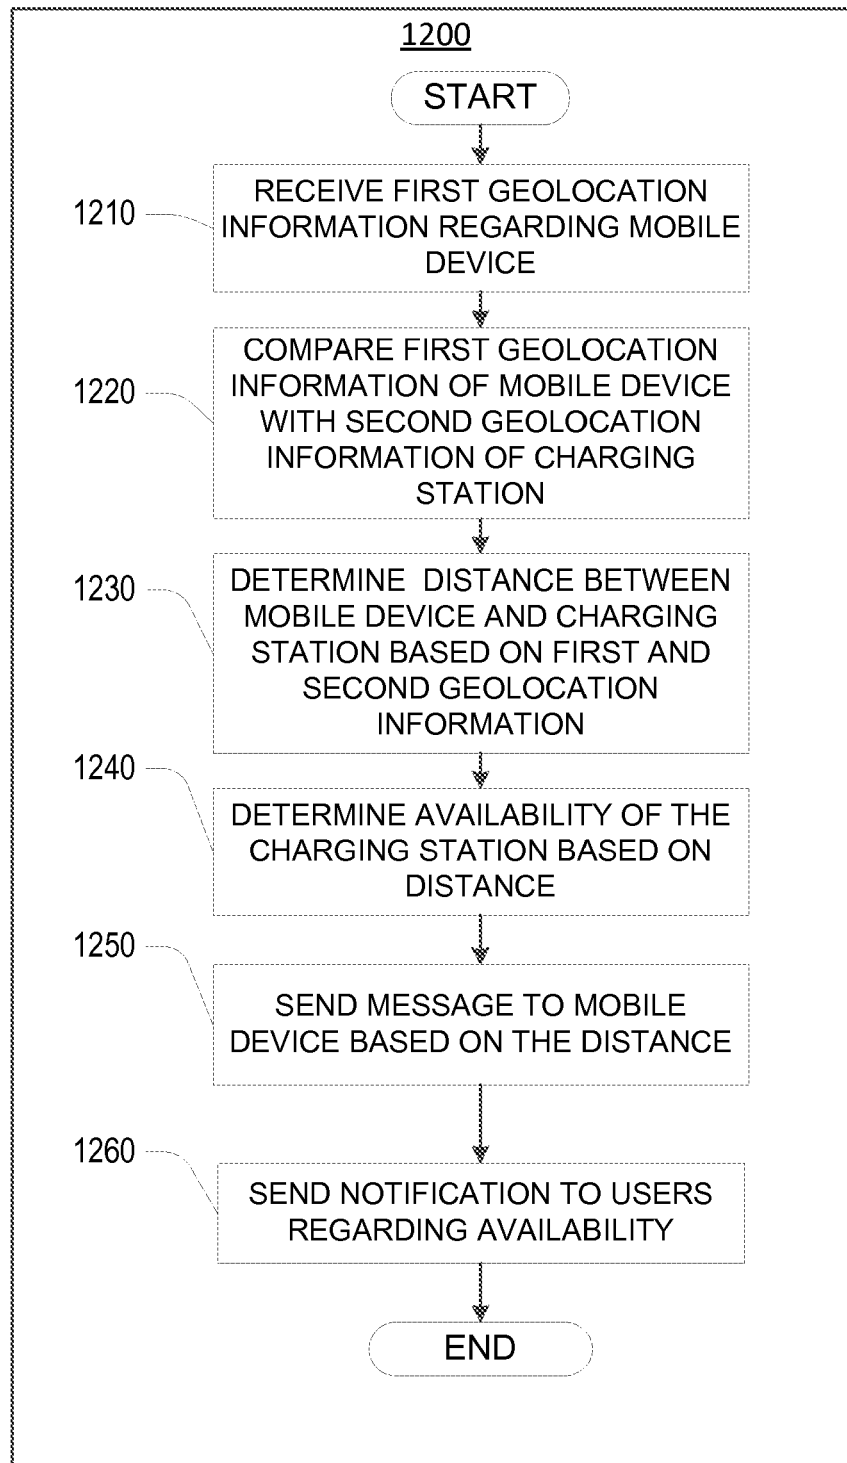 1200
START
1210
RECEIVE FIRST GEOLOCATION
INFORMATION REGARDING MOBILE
DEVICE
1220
COMPARE FIRST GEOLOCATION
INFORMATION OF MOBILE DEVICE
WITH SECOND GEOLOCATION
INFORMATION OF CHARGING
STATION
1230
DETERMINE DISTANCE BETWEEN
MOBILE DEVICE AND CHARGING
STATION BASED ON FIRST AND
SECOND GEOLOCATION
INFORMATION
1240
DETERMINE AVAILABILITY OF THE
CHARGING STATION BASED ON
DISTANCE
1250
SEND MESSAGE TO MOBILE
DEVICE BASED ON THE DISTANCE
1260
SEND NOTIFICATION TO USERS
REGARDING AVAILABILITY
END